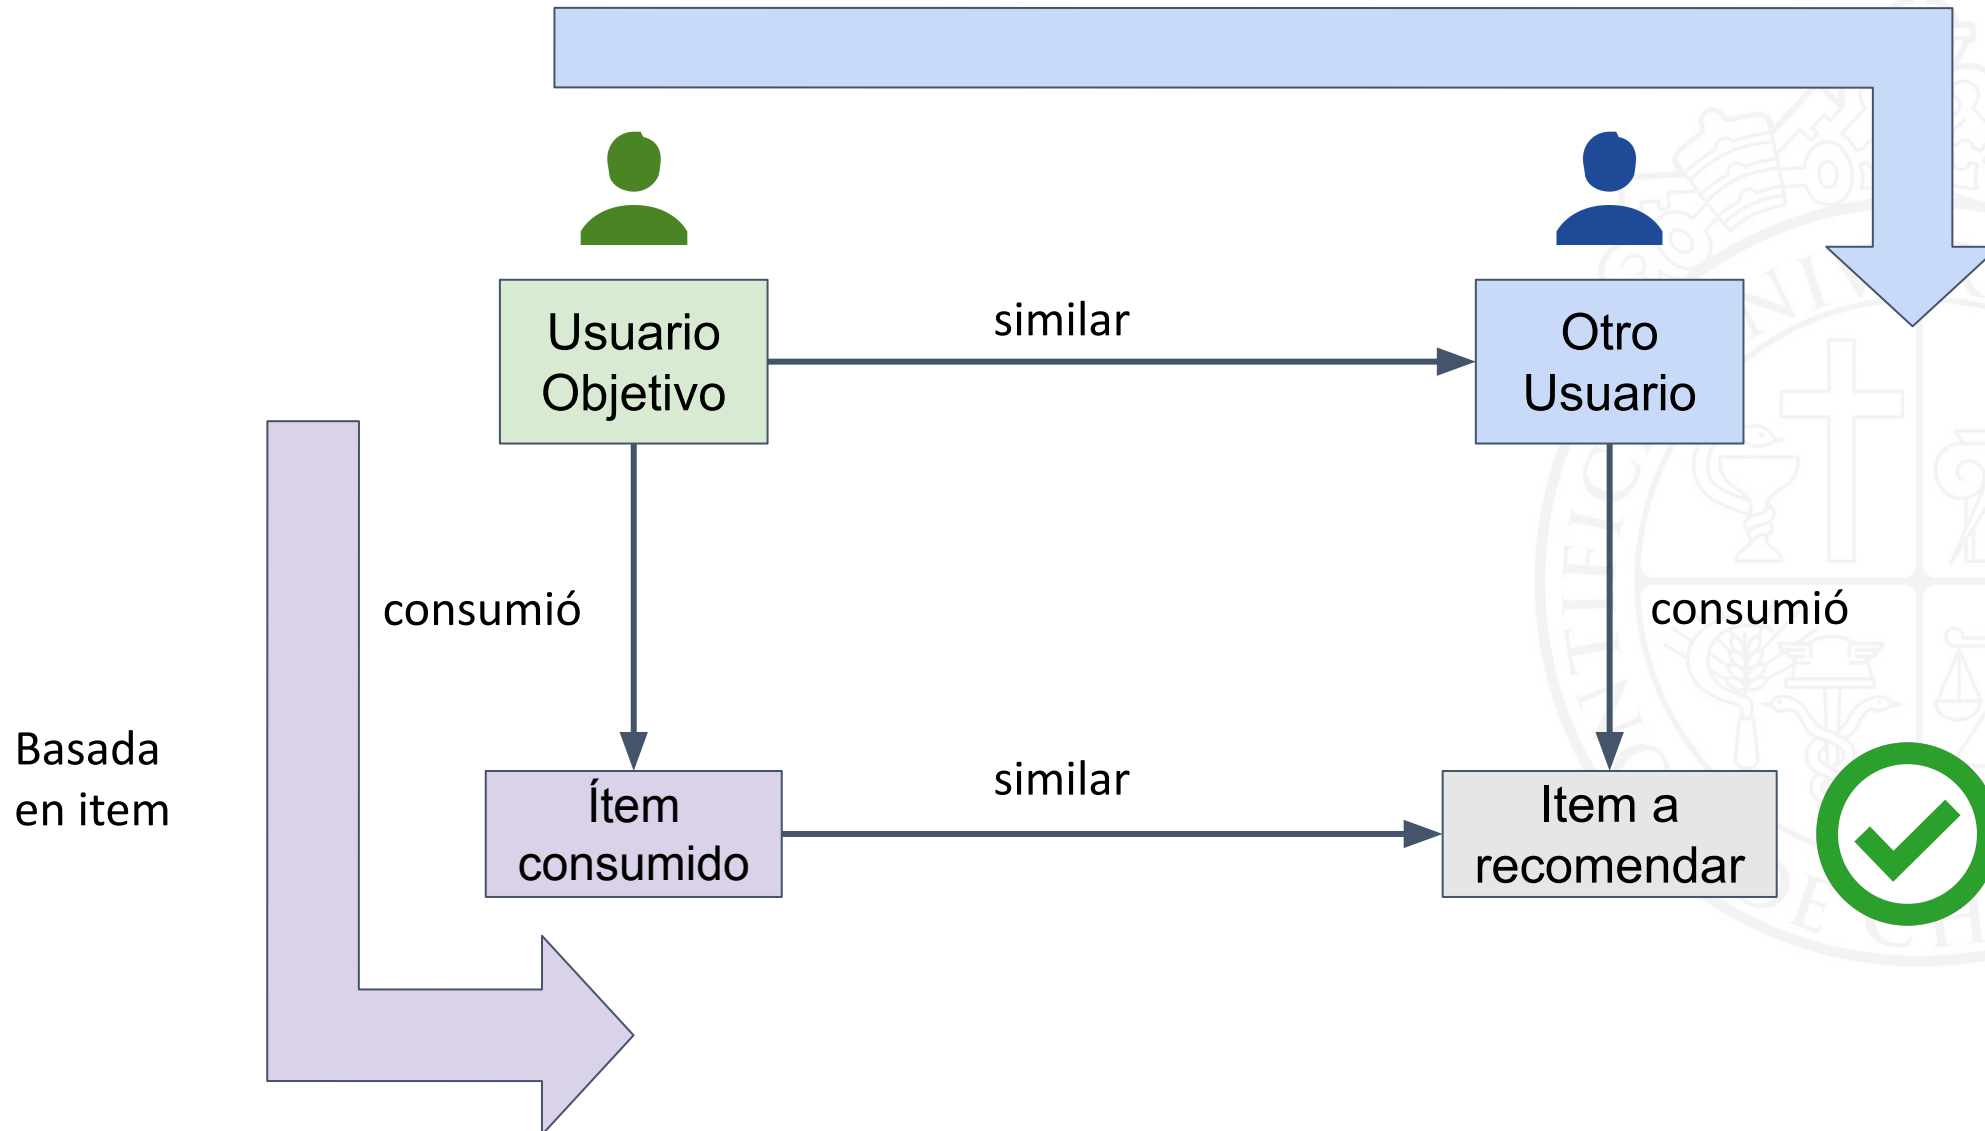 Usuario
Objetivo
similar
Otro
Usuario
consumió
consumió
Basada
en item
Ítem
consumido
similar
Item a
recomendar